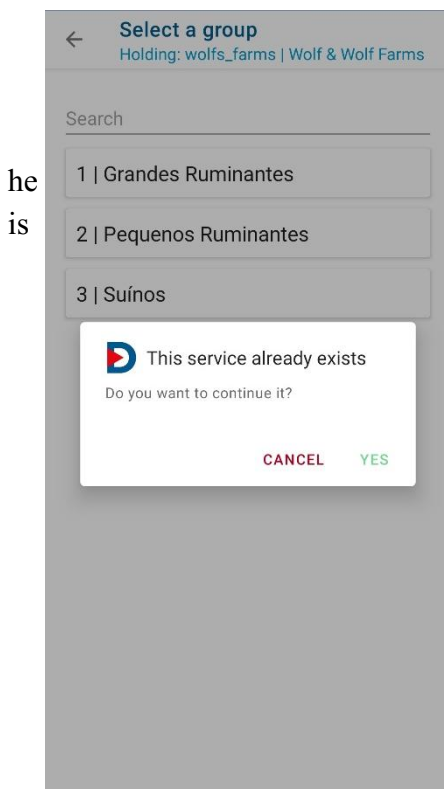 Select a group
Holding: wolfs_farms | Wolf & Wolf Farms
Search
he
1 | Grandes Ruminantes
is
2 | Pequenos Ruminantes
3 | Suínos
This service already exists
Do you want to continue it?
CANCEL YES